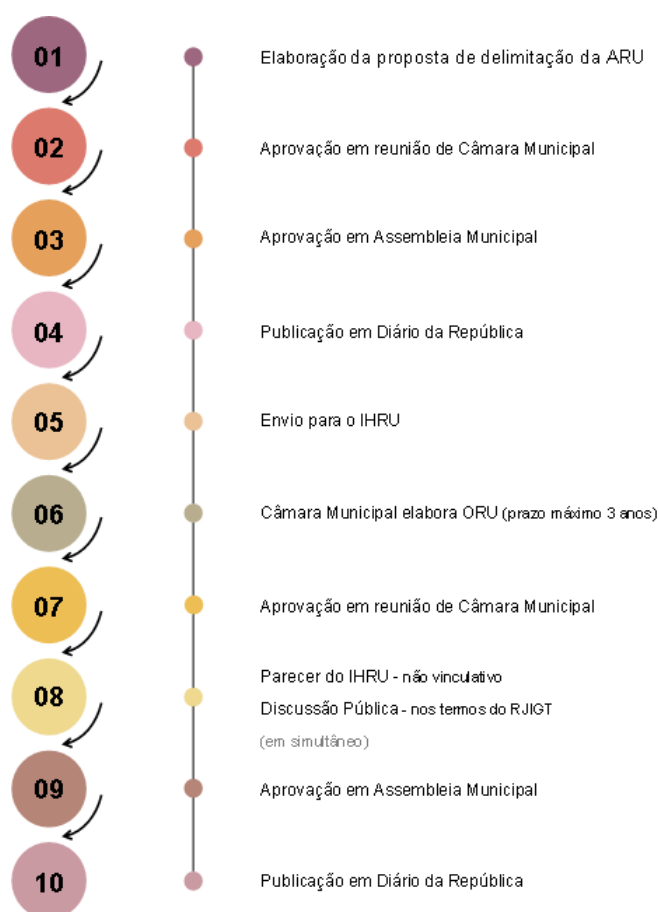 01 Elaboração da proposta de delimitação da ARU
02 Aprovação em reunião de Câmara Municipal
03 Aprovação em Assembleia Municipal
04 Publicação em Diário da República
05 Envio para o IHRU
06 Câmara Municipal elabora ORU (prazo máximo 3 anos)
07 Aprovação em reunião de Câmara Municipal
08 Parecer do IHRU - não vinculativo
Discussão Pública - nos termos do RJIGT
(em simultâneo)
09 Aprovação em Assembleia Municipal
10 Publicação em Diário da República